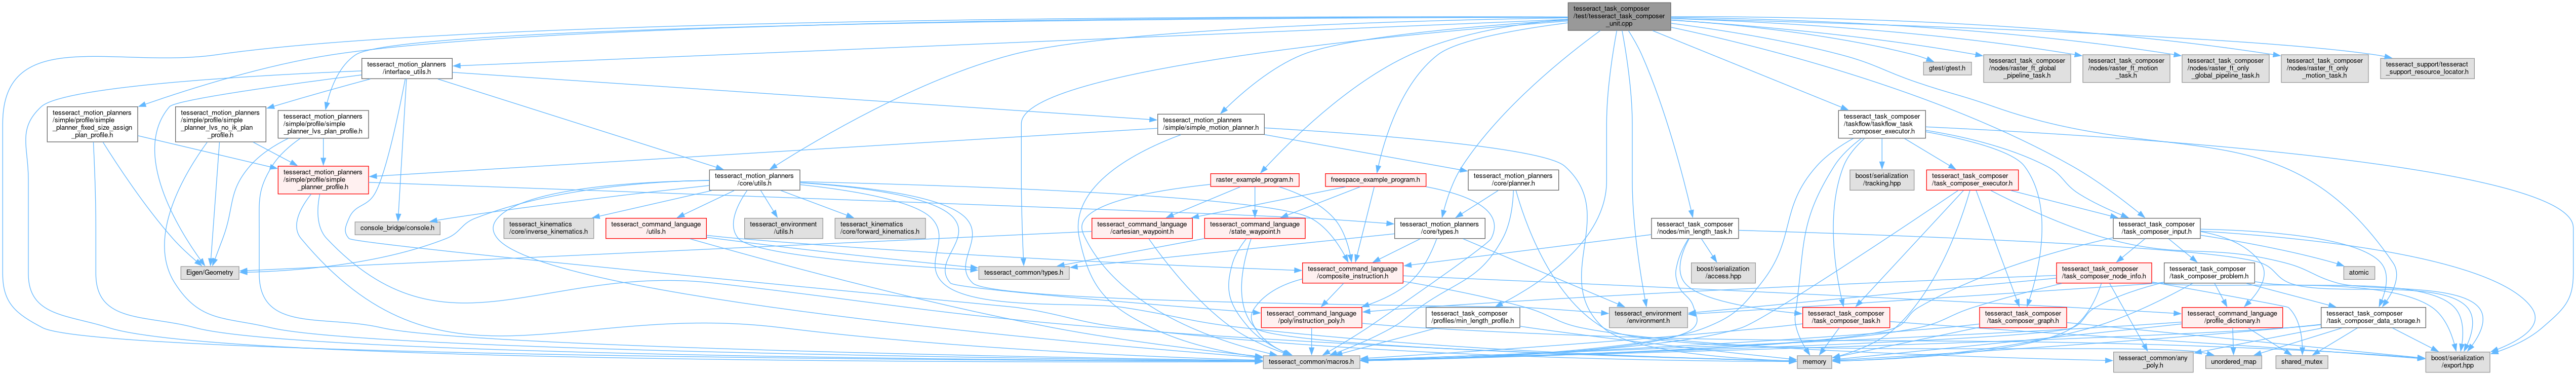 tesseract_task_composer
/test/tesseract_task_composer
_unit.cpp
tesseract_motion_planners
/interface_utils.h
gtest/gtest.h
tesseract_task_composer
/nodes/raster_ft_global
_pipeline_task.h
tesseract_task_composer
/nodes/raster_ft_motion
_task.h
tesseract_task_composer
/nodes/raster_ft_only
_global_pipeline_task.h
tesseract_task_composer
/nodes/raster_ft_only
_motion_task.h
tesseract_support/tesseract
_support_resource_locator.h
tesseract_motion_planners
/simple/profile/simple
_planner_fixed_size_assign
_plan_profile.h
tesseract_motion_planners
/simple/profile/simple
_planner_lvs_no_ik_plan
_profile.h
tesseract_motion_planners
/simple/profile/simple
_planner_lvs_plan_profile.h
tesseract_motion_planners
/simple/simple_motion_planner.h
tesseract_task_composer
/taskflow/taskflow_task
_composer_executor.h
tesseract_motion_planners
/simple/profile/simple
_planner_profile.h
tesseract_motion_planners
/core/utils.h
raster_example_program.h
freespace_example_program.h
tesseract_motion_planners
/core/planner.h
boost/serialization
/tracking.hpp
tesseract_task_composer
/task_composer_executor.h
console_bridge/console.h
tesseract_kinematics
/core/inverse_kinematics.h
tesseract_command_language
/utils.h
tesseract_environment
/utils.h
tesseract_kinematics
/core/forward_kinematics.h
tesseract_command_language
/cartesian_waypoint.h
tesseract_command_language
/state_waypoint.h
tesseract_motion_planners
/core/types.h
tesseract_task_composer
/nodes/min_length_task.h
tesseract_task_composer
/task_composer_input.h
Eigen/Geometry
tesseract_common/types.h
tesseract_command_language
/composite_instruction.h
boost/serialization
/access.hpp
tesseract_task_composer
/task_composer_node_info.h
tesseract_task_composer
/task_composer_problem.h
atomic
tesseract_command_language
/poly/instruction_poly.h
tesseract_task_composer
/profiles/min_length_profile.h
tesseract_environment
/environment.h
tesseract_task_composer
/task_composer_task.h
tesseract_task_composer
/task_composer_graph.h
tesseract_command_language
/profile_dictionary.h
tesseract_task_composer
/task_composer_data_storage.h
tesseract_common/macros.h
memory
tesseract_common/any
_poly.h
unordered_map
shared_mutex
boost/serialization
/export.hpp